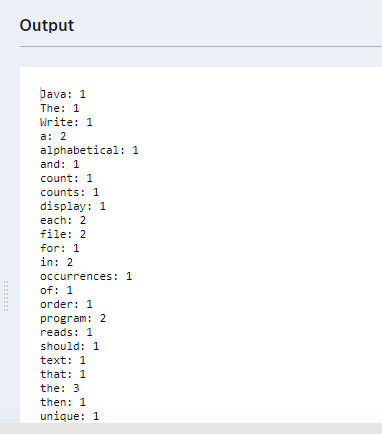 Output
Java: 1
The: 1
Write: 1
a: 2
alphabetical: 1
and: 1
count: 1
counts: 1
display: 1
each: 2
file: 2
for: 1
in: 2
occurrences: 1
of: 1
order: 1
program: 2
reads: 1
should: 1
text: 1
that: 1
the: 3
then: 1
unique: 1